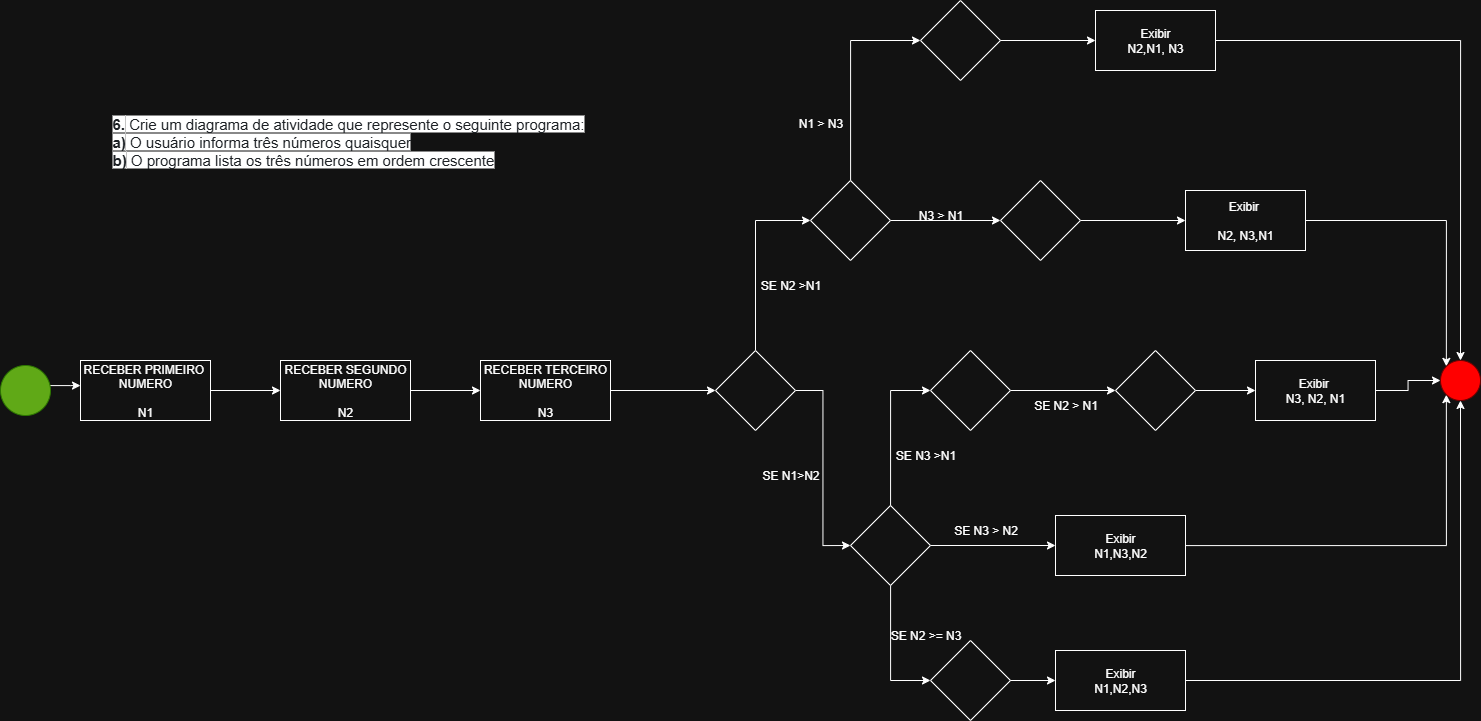 Exibir
N2,N1, N3
6. Crie um diagrama de atividade que represente o seguinte programa:
a) O usuário informa três números quaisquer
b) O programa lista os três números em ordem crescente
N1 > N3
Exibir
N2, N3,N1
N3 > N1
SE N2 >N1
RECEBER PRIMEIRO
NUMERO
N1
RECEBER SEGUNDO
NUMERO
N2
RECEBER TERCEIRO
NUMERO
N3
SE N2 > N1
Exibir
N3, N2, N1
SE N3 >N1
SE N1>N2
SE N3 > N2
Exibir
N1,N3,N2
SE N2 >= N3
Exibir
N1,N2,N3